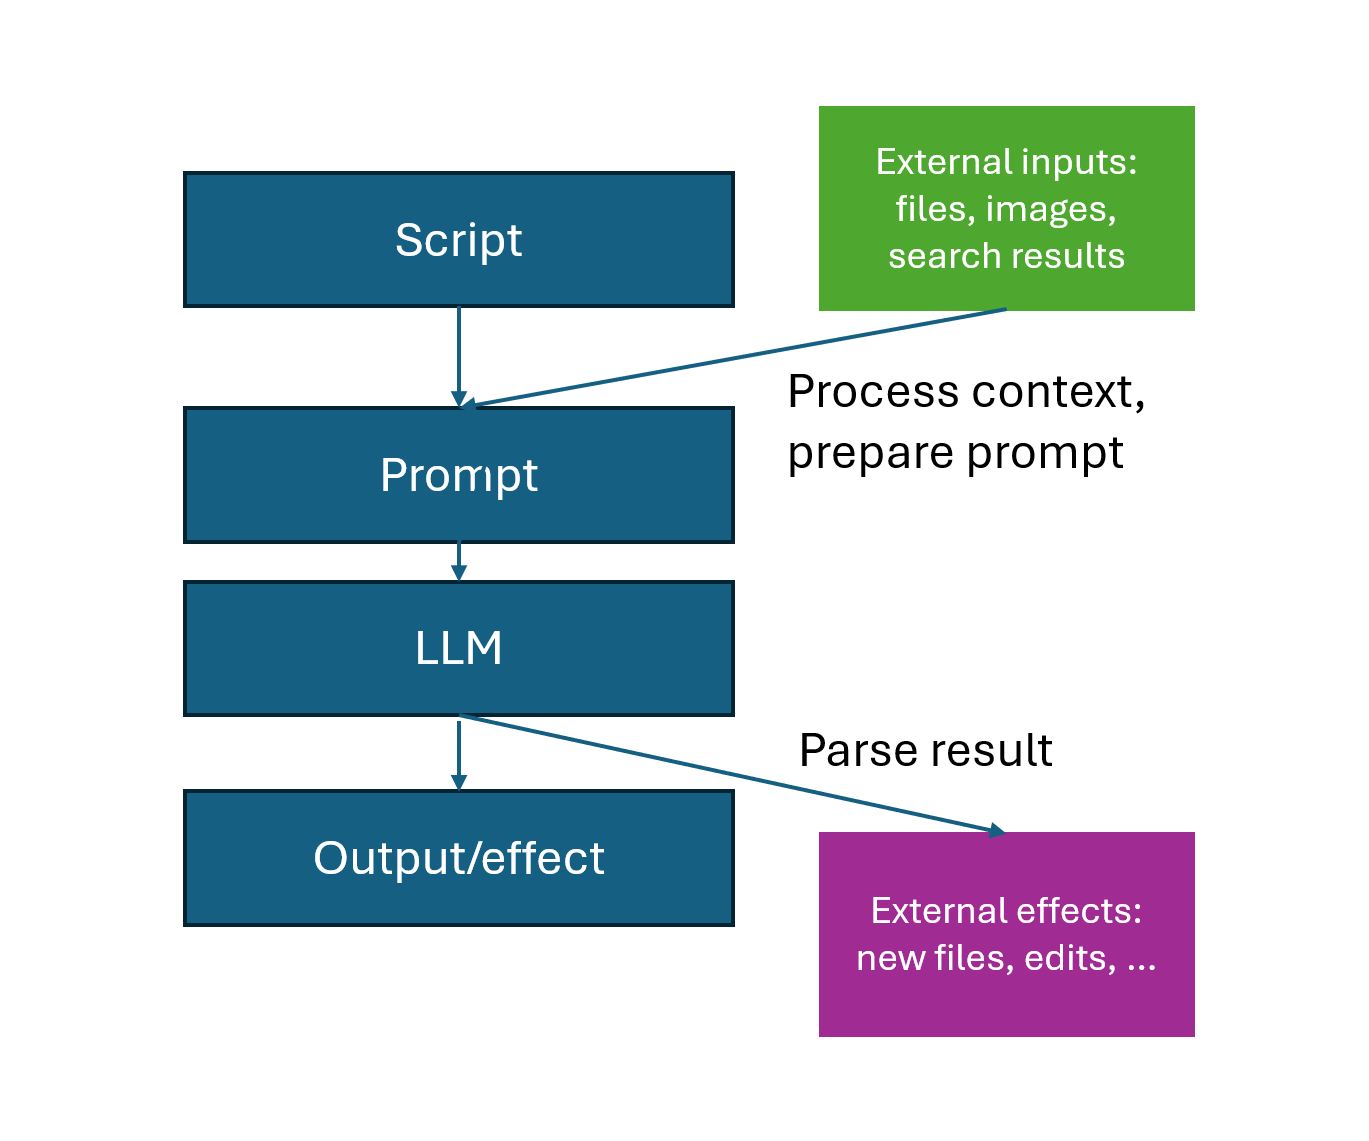 Script
External inputs:
files, images,
search results
Process context,
prepare prompt
Prompt
LLM
Parse result
Output/effect
External effects:
new files, edits, ...